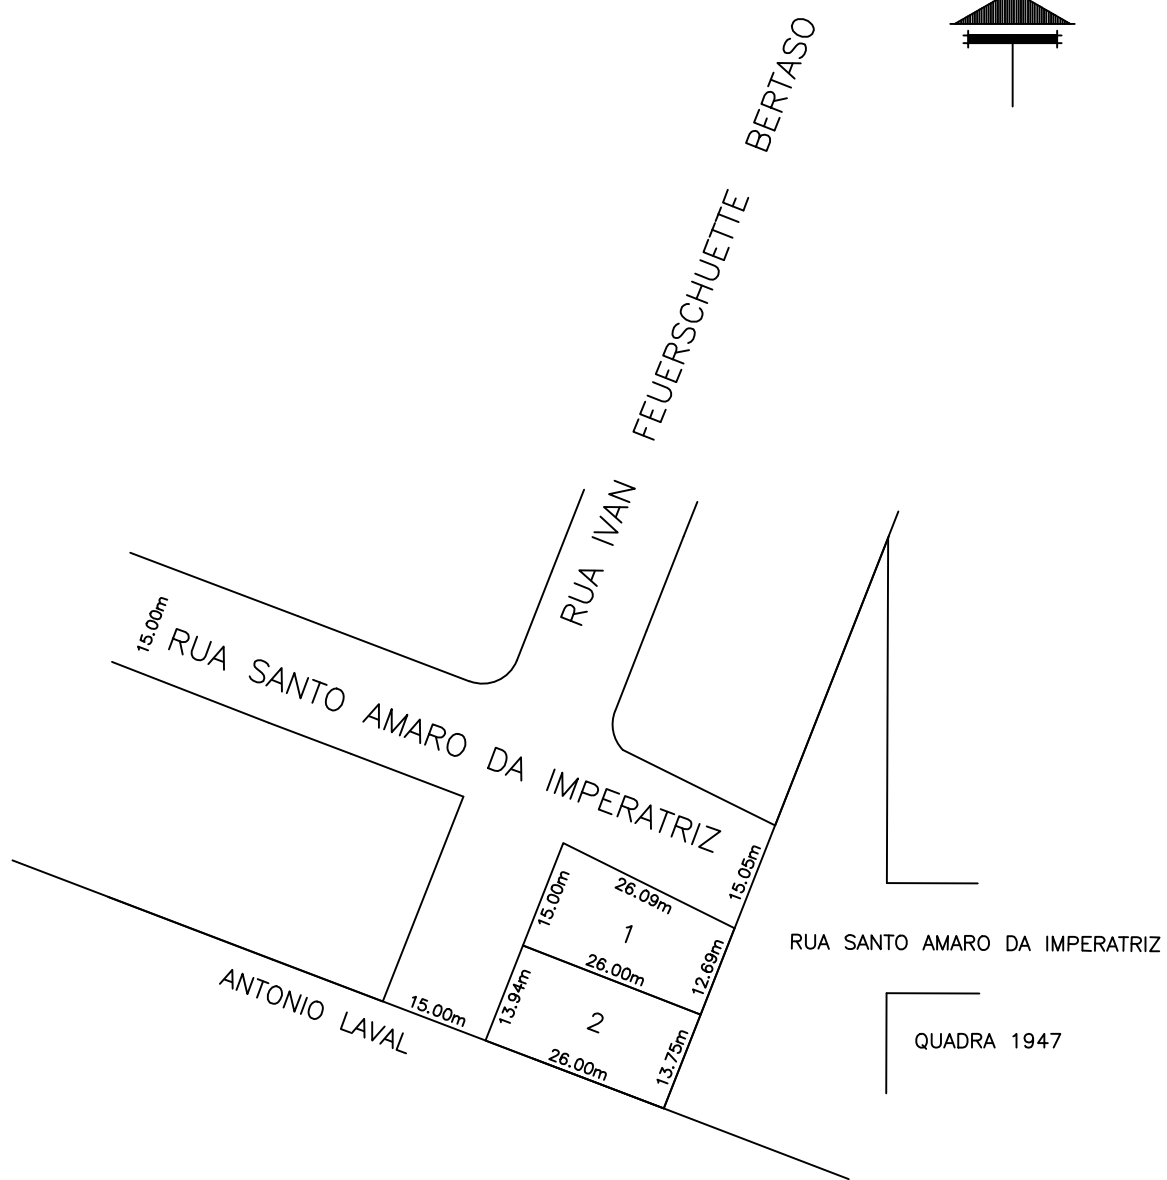 RUA IVAN FEUERSCHUETTE BERTASO
15.00m
RUA SANTO AMARO DA IMPERATRIZ
15.05m
26.09m
15.00m
1
12.69m
26.00m
13.94m
2
13.75m
26.00m
15.00m
ANTONIO LAVAL
RUA SANTO AMARO DA IMPERATRIZ
QUADRA 1947